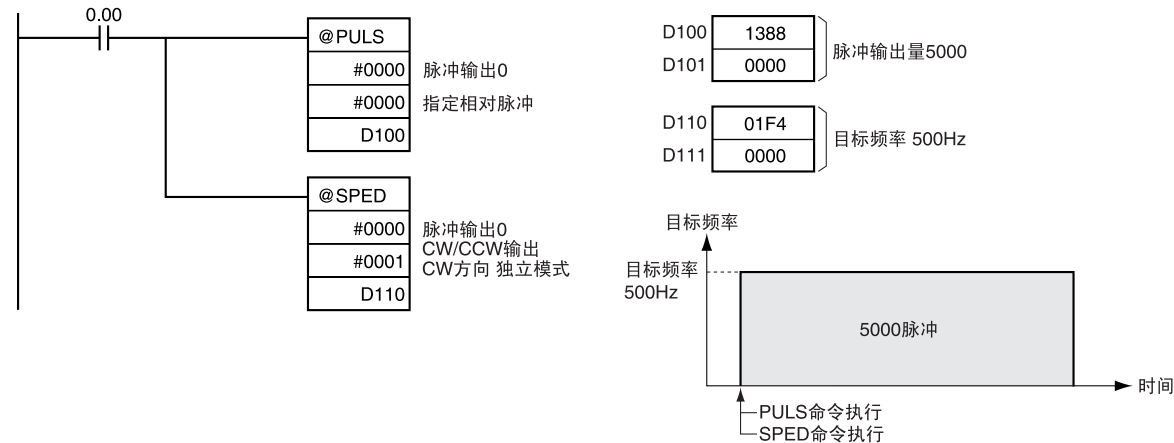 0.00
@PULS
#0000 脉冲输出0
#0000 指定相对脉冲
D100
@SPED
#0000 脉冲输出0
#0001 CW/CCW输出
CW方向 独立模式
D110
D100 1388
D101 0000
脉冲输出量5000
D110 01F4
D111 0000
目标频率 500Hz
目标频率
目标频率
500Hz
5000脉冲
时间
PULS命令执行
SPED命令执行